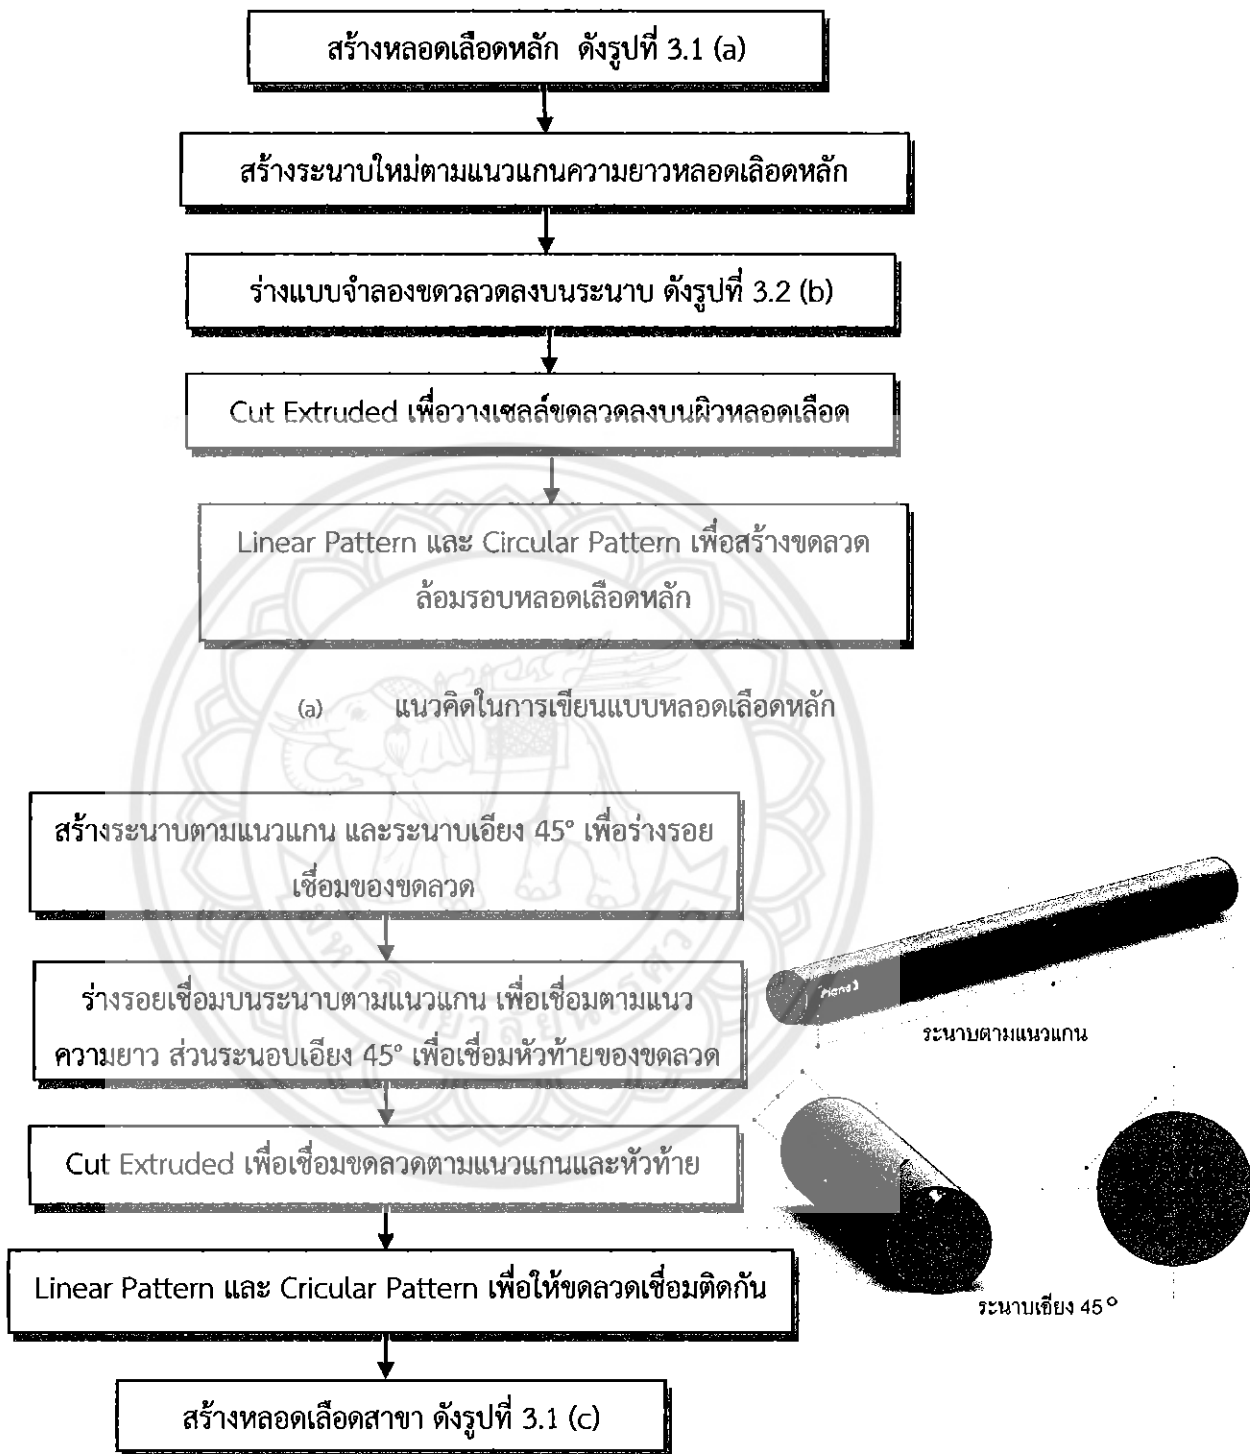 สร้างหลอดเลือดหลัก ดังรูปที่ 3.1 (a)
สร้างระนาบใหม่ตามแนวแกนความยาวหลอดเลือดหลัก
ร่างแบบจำลองขดวลวดลงบนระนาบ ดังรูปที่ 3.2 (b)
Cut Extruded เพื่อวางเซลล์ขดลวดลงบนผิวหลอดเลือด
Linear Pattern และ Circular Pattern เพื่อสร้างขดลวด
ล้อมรอบหลอดเลือดหลัก
(a) แนวคิดในการเขียนแบบหลอดเลือดหลัก
สร้างระนาบตามแนวแกน และระนาบเอียง 45° เพื่อร่างรอย
เชื่อมของขดลวด
ร่างรอยเชื่อมบนระนาบตามแนวแกน เพื่อเชื่อมตามแนว
ความยาว ส่วนระนอบเอียง 45° เพื่อเชื่อมหัวท้ายของขดลวด
Cut Extruded เพื่อเชื่อมขดลวดตามแนวแกนและหัวท้าย
Linear Pattern และ Cricular Pattern เพื่อให้ขดลวดเชื่อมติดกัน
สร้างหลอดเลือดสาขา ดังรูปที่ 3.1 (c)
Plane3
ระนาบตามแนวแกน
ระนาบเอียง 45°